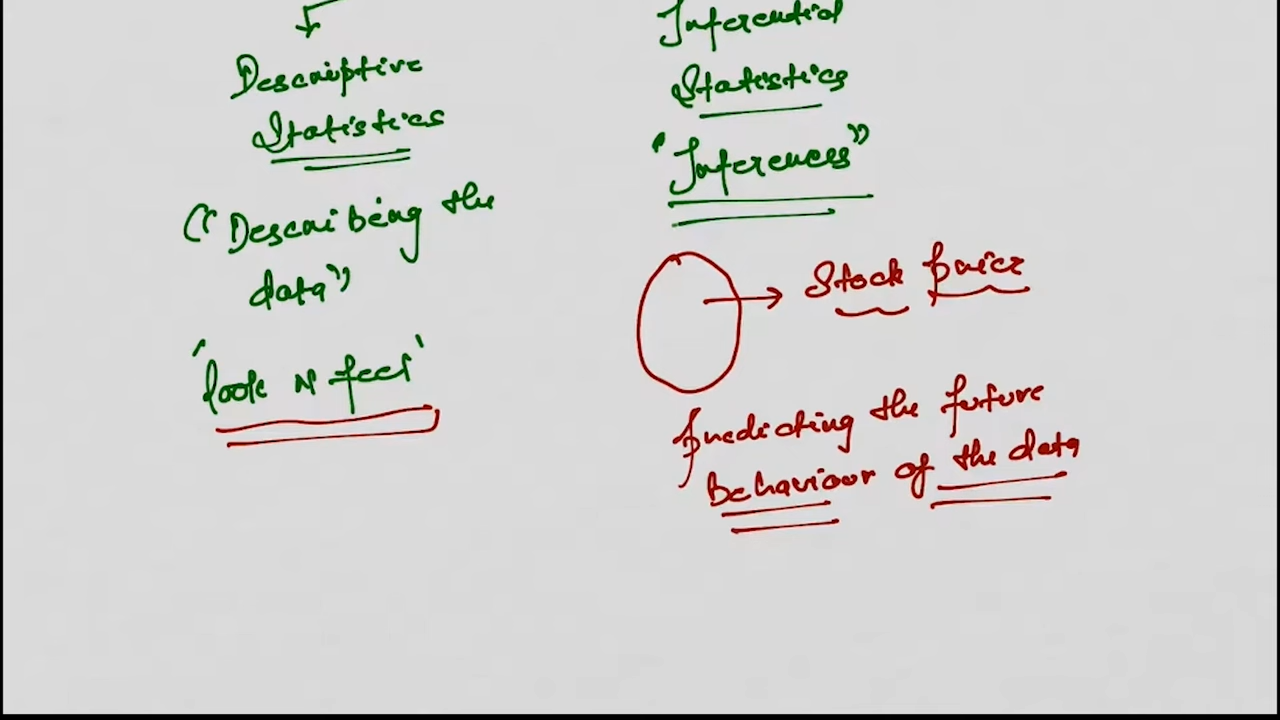 Descriptive
Statistics
"Describing the
data"
'look N feel'
Inferential
Statistics
"Inferences"
Stock price
predicting the future
Behaviour of the data